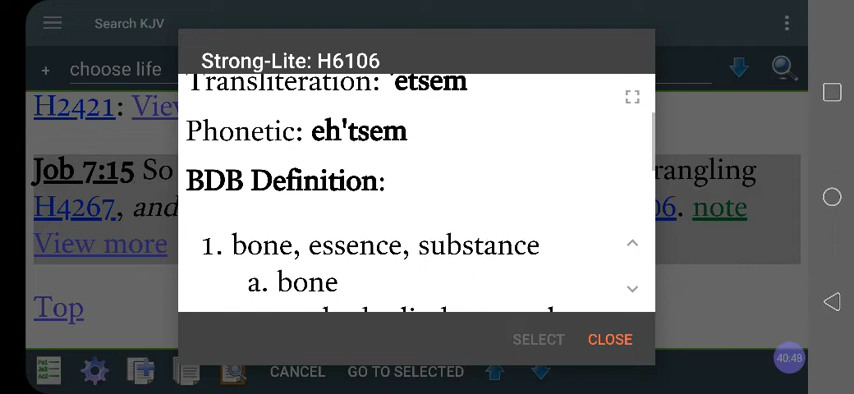 Search KJV
Strong-Lite: H6106
+ choose life
Transliteration: 'etsem
H2421: View
Phonetic: eh'tsem
Job 7:15 So
rangling
BDB Definition:
H4267, and
06. note
View more
1. bone, essence, substance
a. bone
Top
SELECT CLOSE
40:48
CANCEL GO TO SELECTED